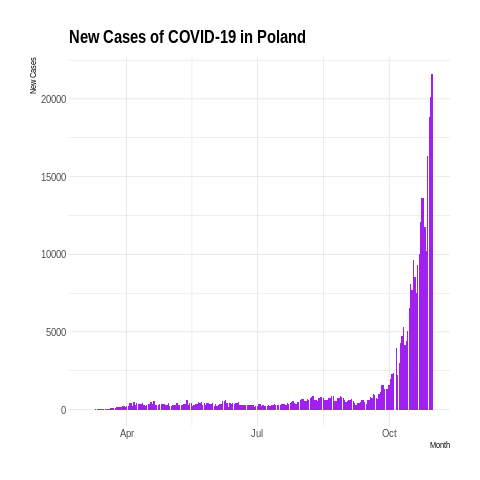 New Cases of COVID-19 in Poland
New Cases
20000
15000
10000
5000
0
Apr Jul Oct
Month